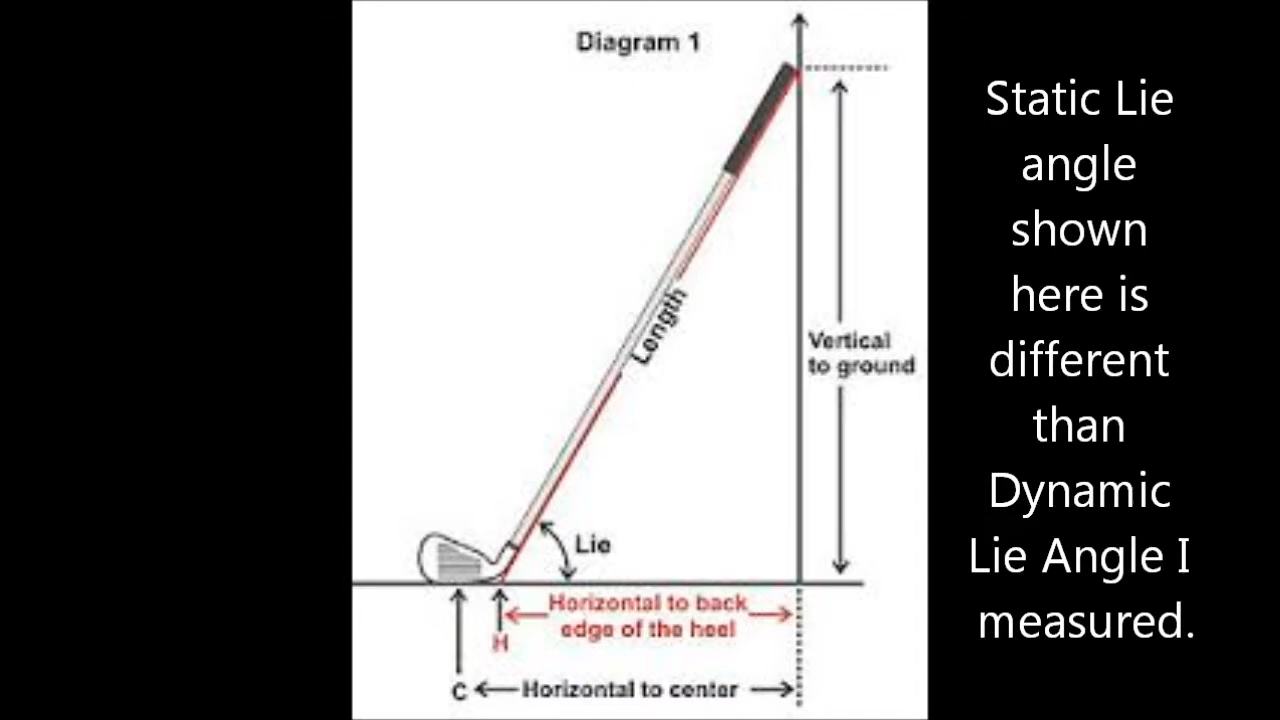 Diagram 1
Length
Vertical
to ground
Lie
Horizontal to back
edge of the heel
H
C
Horizontal to center
Static Lie
angle
shown
here is
different
than
Dynamic
Lie Angle I
measured.